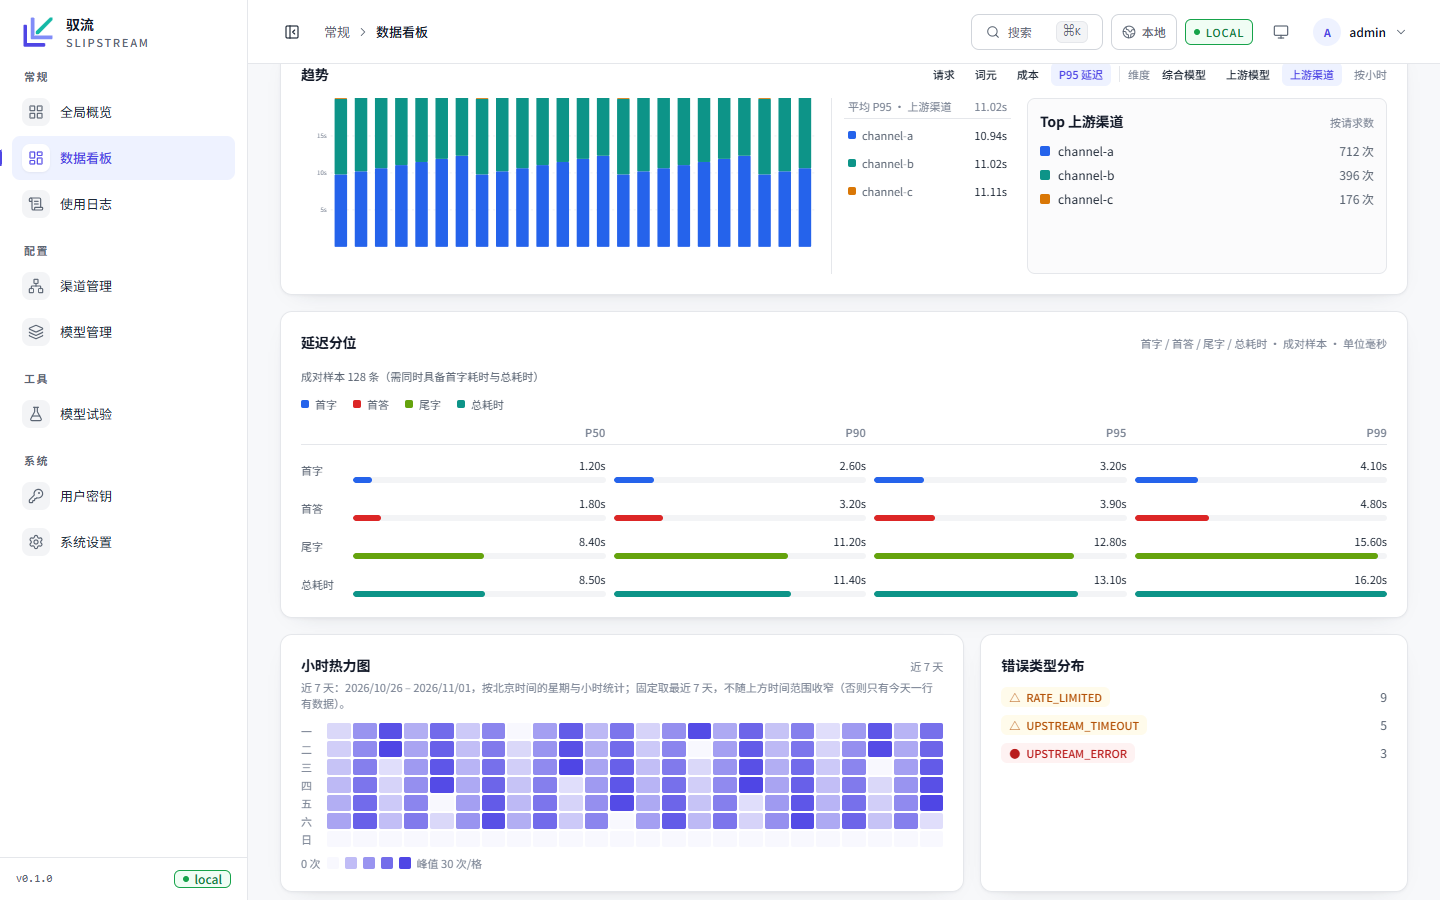 驭流
SLIPSTREAM
常规
全局概览
数据看板
使用日志
配置
渠道管理
模型管理
工具
模型试验
系统
用户密钥
系统设置
v0.1.0
local
常规
数据看板
搜索
⌘K
本地
LOCAL
A
admin
趋势
请求
词元
成本
P95 延迟
维度
综合模型
上游模型
上游渠道
按小时
15s
10s
5s
平均 P95 · 上游渠道 11.02s
channel-a 10.94s
channel-b 11.02s
channel-c 11.11s
Top 上游渠道 按请求数
channel-a 712 次
channel-b 396 次
channel-c 176 次
延迟分位
首字 / 首答 / 尾字 / 总耗时 · 成对样本 · 单位毫秒
成对样本 128 条（需同时具备首字耗时与总耗时）
首字 首答 尾字 总耗时
P50 P90 P95 P99
首字 1.20s 2.60s 3.20s 4.10s
首答 1.80s 3.20s 3.90s 4.80s
尾字 8.40s 11.20s 12.80s 15.60s
总耗时 8.50s 11.40s 13.10s 16.20s
小时热力图 近 7 天
近 7 天：2026/10/26 – 2026/11/01，按北京时间的星期与小时统计；固定取最近 7 天，不随上方时间范围收窄（否则只有今天一行
有数据）。
一
二
三
四
五
六
日
0 次 峰值 30 次/格
错误类型分布
RATE_LIMITED 9
UPSTREAM_TIMEOUT 5
UPSTREAM_ERROR 3